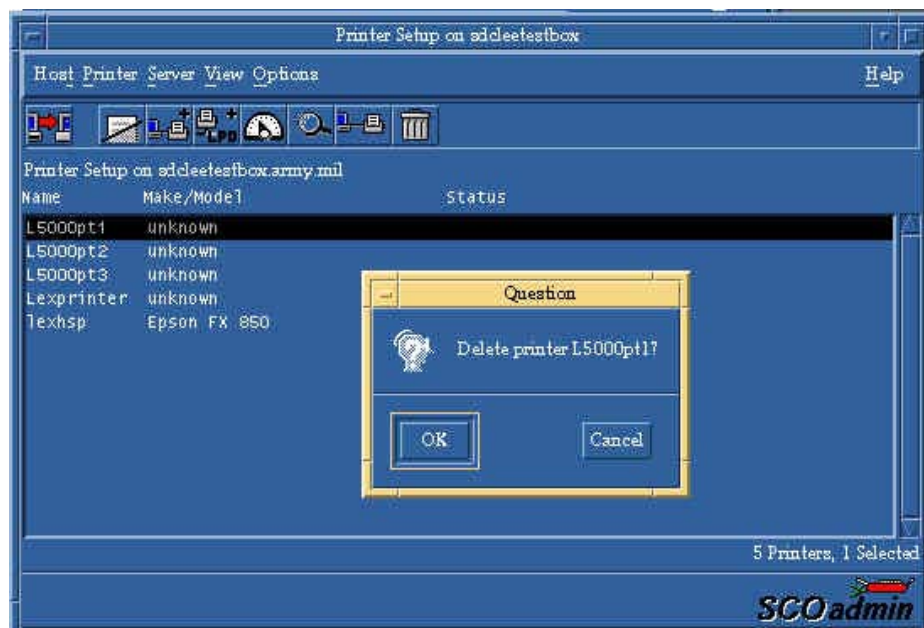 Printer Setup on sdcleetestbox
Host Printer Server View Options Help
LPD
Printer Setup on sdcleetestbox.army.mil
Name Make/Model Status
L5000pt1 unknown
L5000pt2 unknown
L5000pt3 unknown
Lexprinter unknown
lexhsp Epson FX 850
Question
Delete printer L5000pt1?
OK Cancel
5 Printers, 1 Selected
SCOadmin